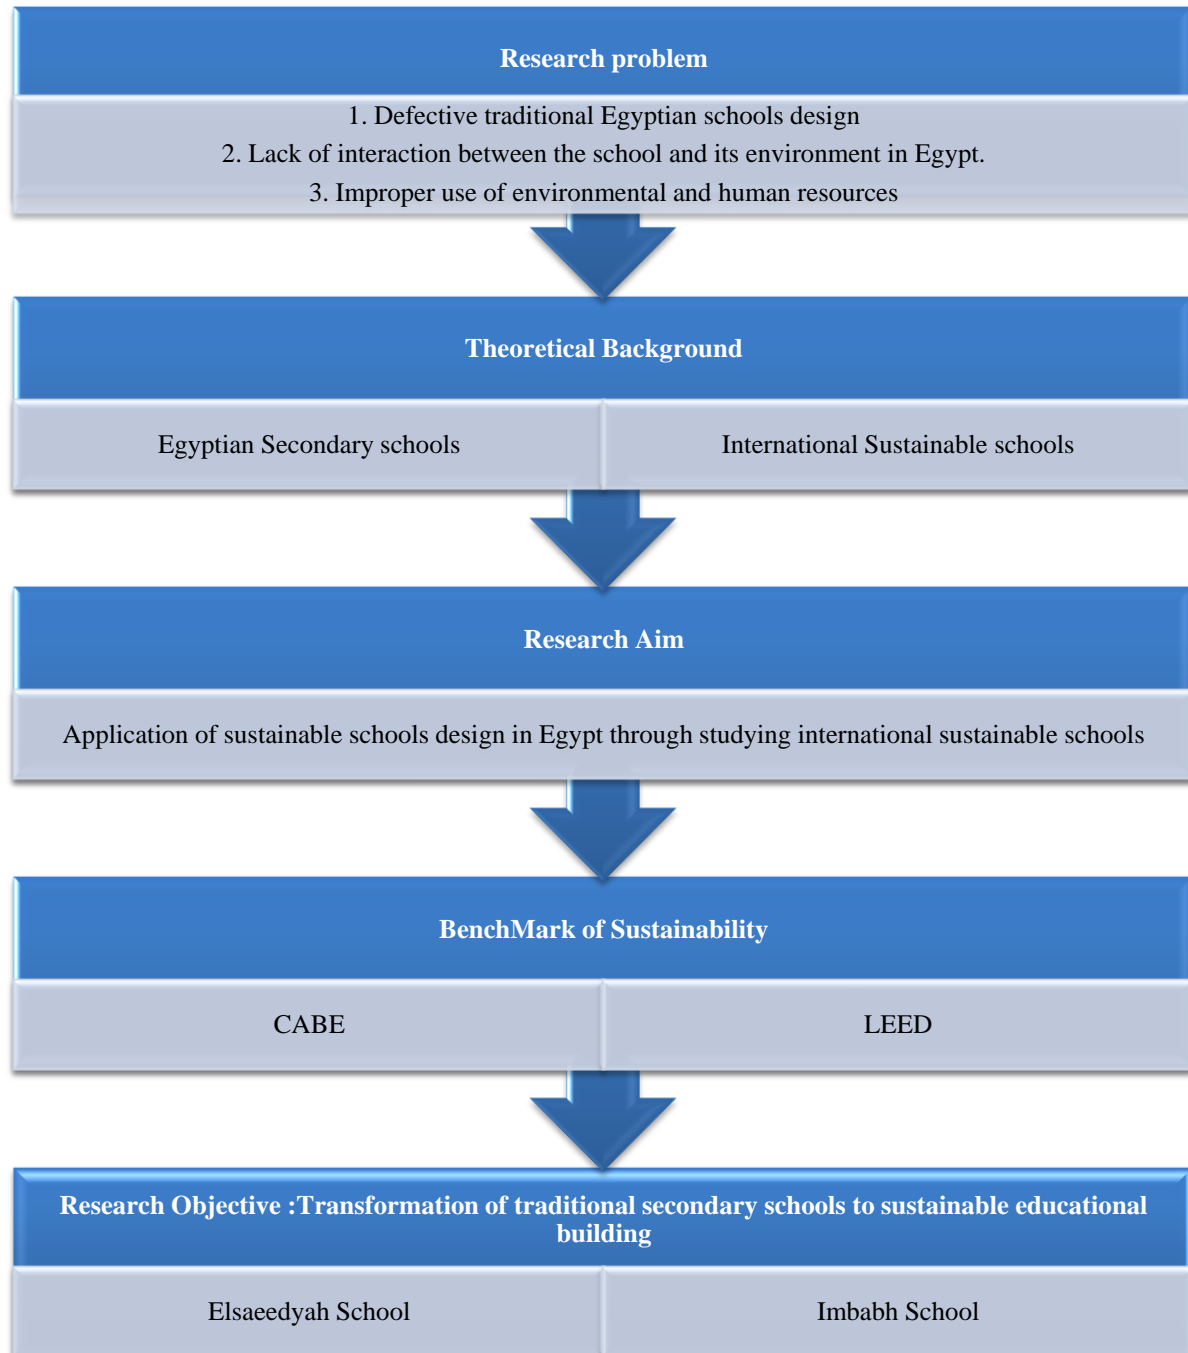 Research problem
1. Defective traditional Egyptian schools design
2. Lack of interaction between the school and its environment in Egypt.
3. Improper use of environmental and human resources
Theoretical Background
Egyptian Secondary schools
International Sustainable schools
Research Aim
Application of sustainable schools design in Egypt through studying international sustainable schools
BenchMark of Sustainability
CABE
LEED
Research Objective :Transformation of traditional secondary schools to sustainable educational
building
Elsaeedyah School
Imbabh School